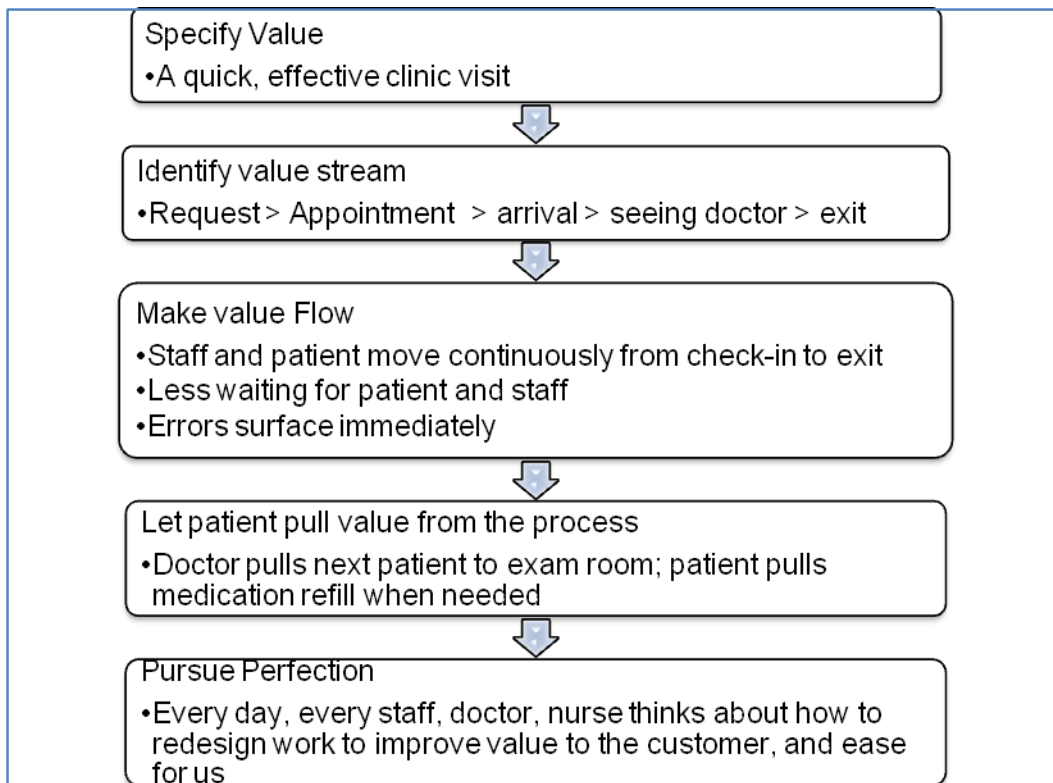 Specify Value
•A quick, effective clinic visit
Identify value stream
•Request > Appointment > arrival > seeing doctor > exit
Make value Flow
•Staff and patient move continuously from check-in to exit
•Less waiting for patient and staff
•Errors surface immediately
Let patient pull value from the process
•Doctor pulls next patient to exam room; patient pulls
medication refill when needed
Pursue Perfection
•Every day, every staff, doctor, nurse thinks about how to
redesign work to improve value to the customer, and ease
for us